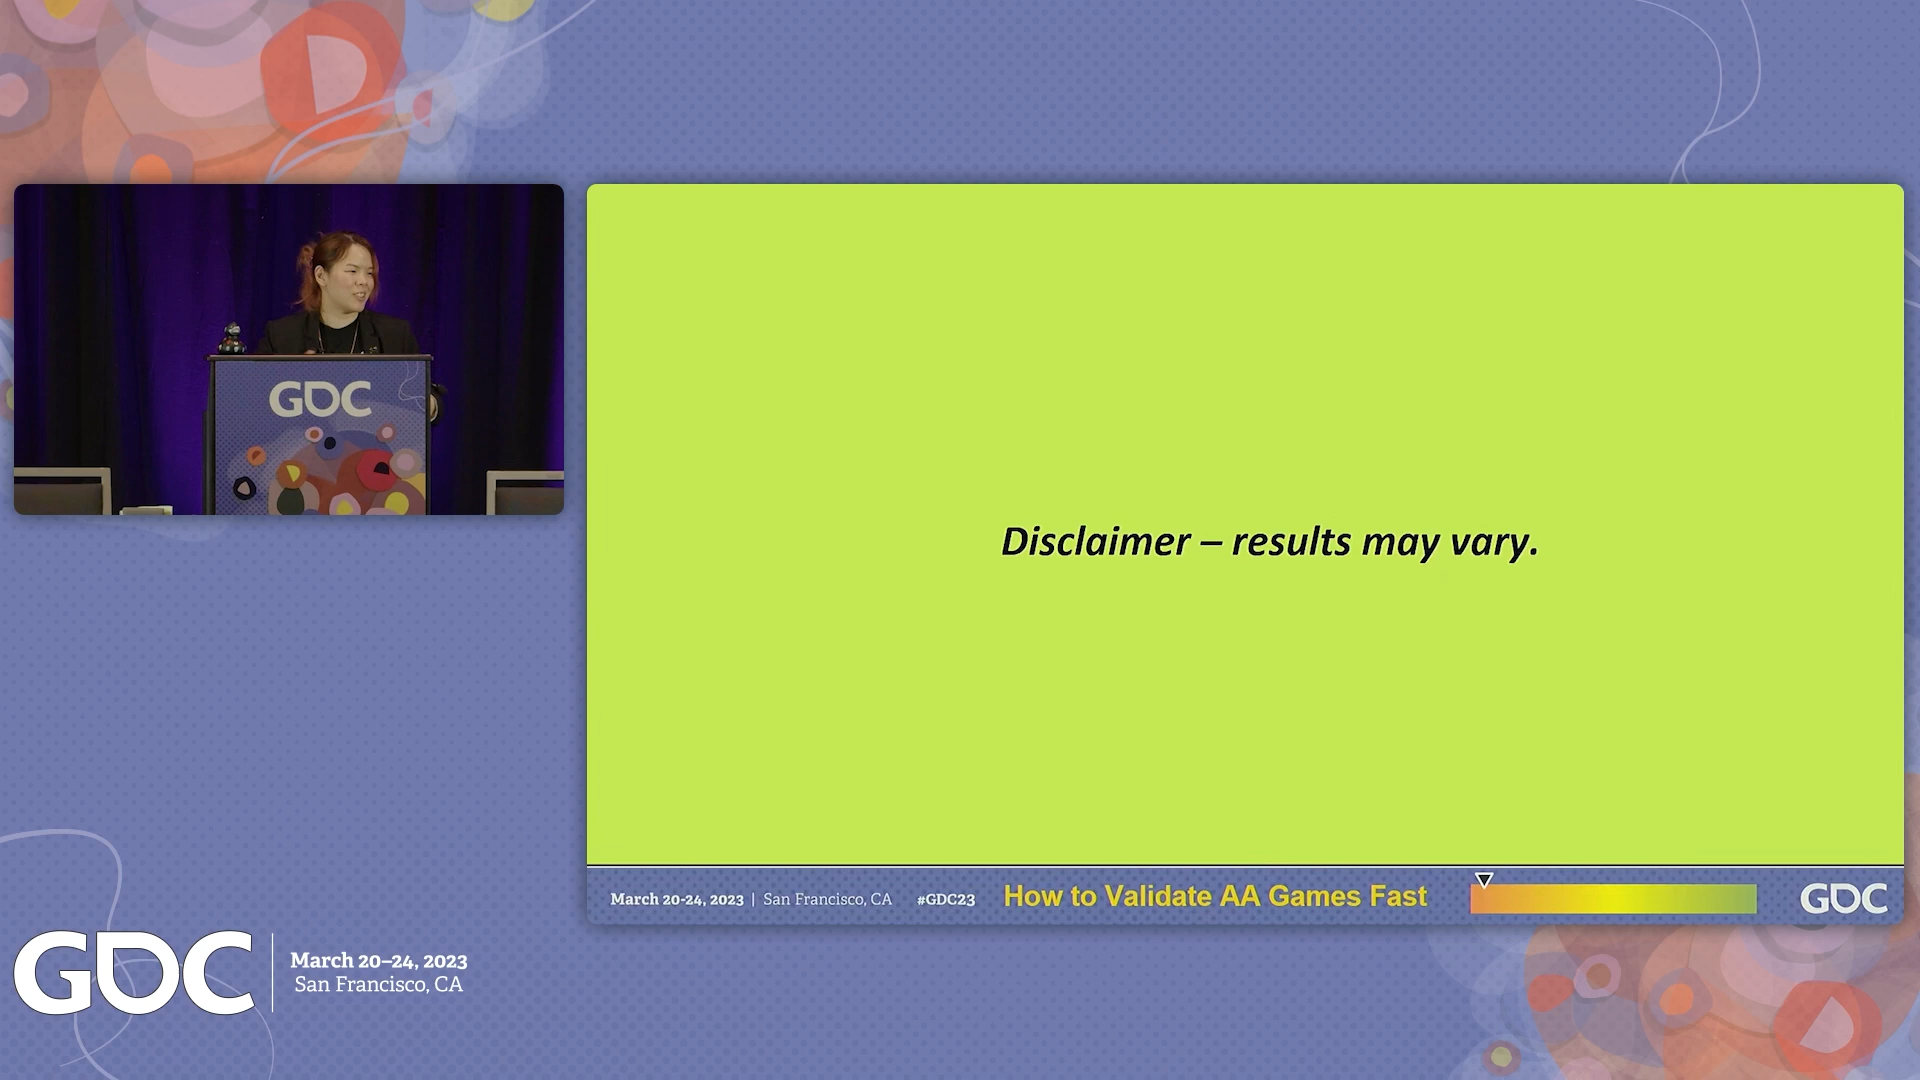 GDC
Disclaimer – results may vary.
March 20-24, 2023 | San Francisco, CA #GDC23 How to Validate AA Games Fast GDC
GDC
March 20–24, 2023
San Francisco, CA